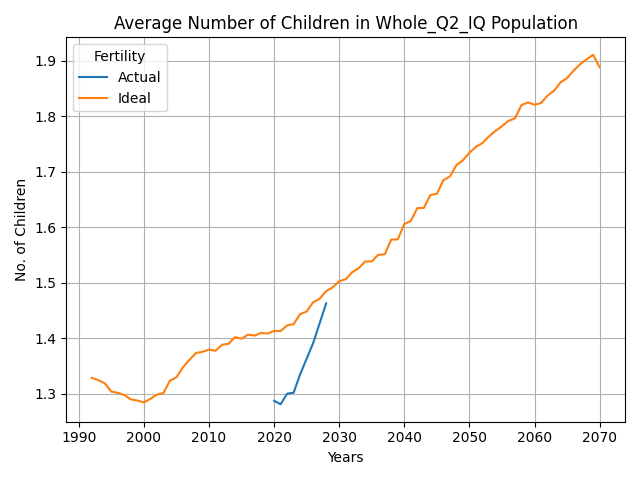 Average Number of Children in Whole_Q2_IQ Population
Fertility
Actual
Ideal
No. of Children
1.9
1.8
1.7
1.6
1.5
1.4
1.3
1990 2000 2010 2020 2030 2040 2050 2060 2070
Years